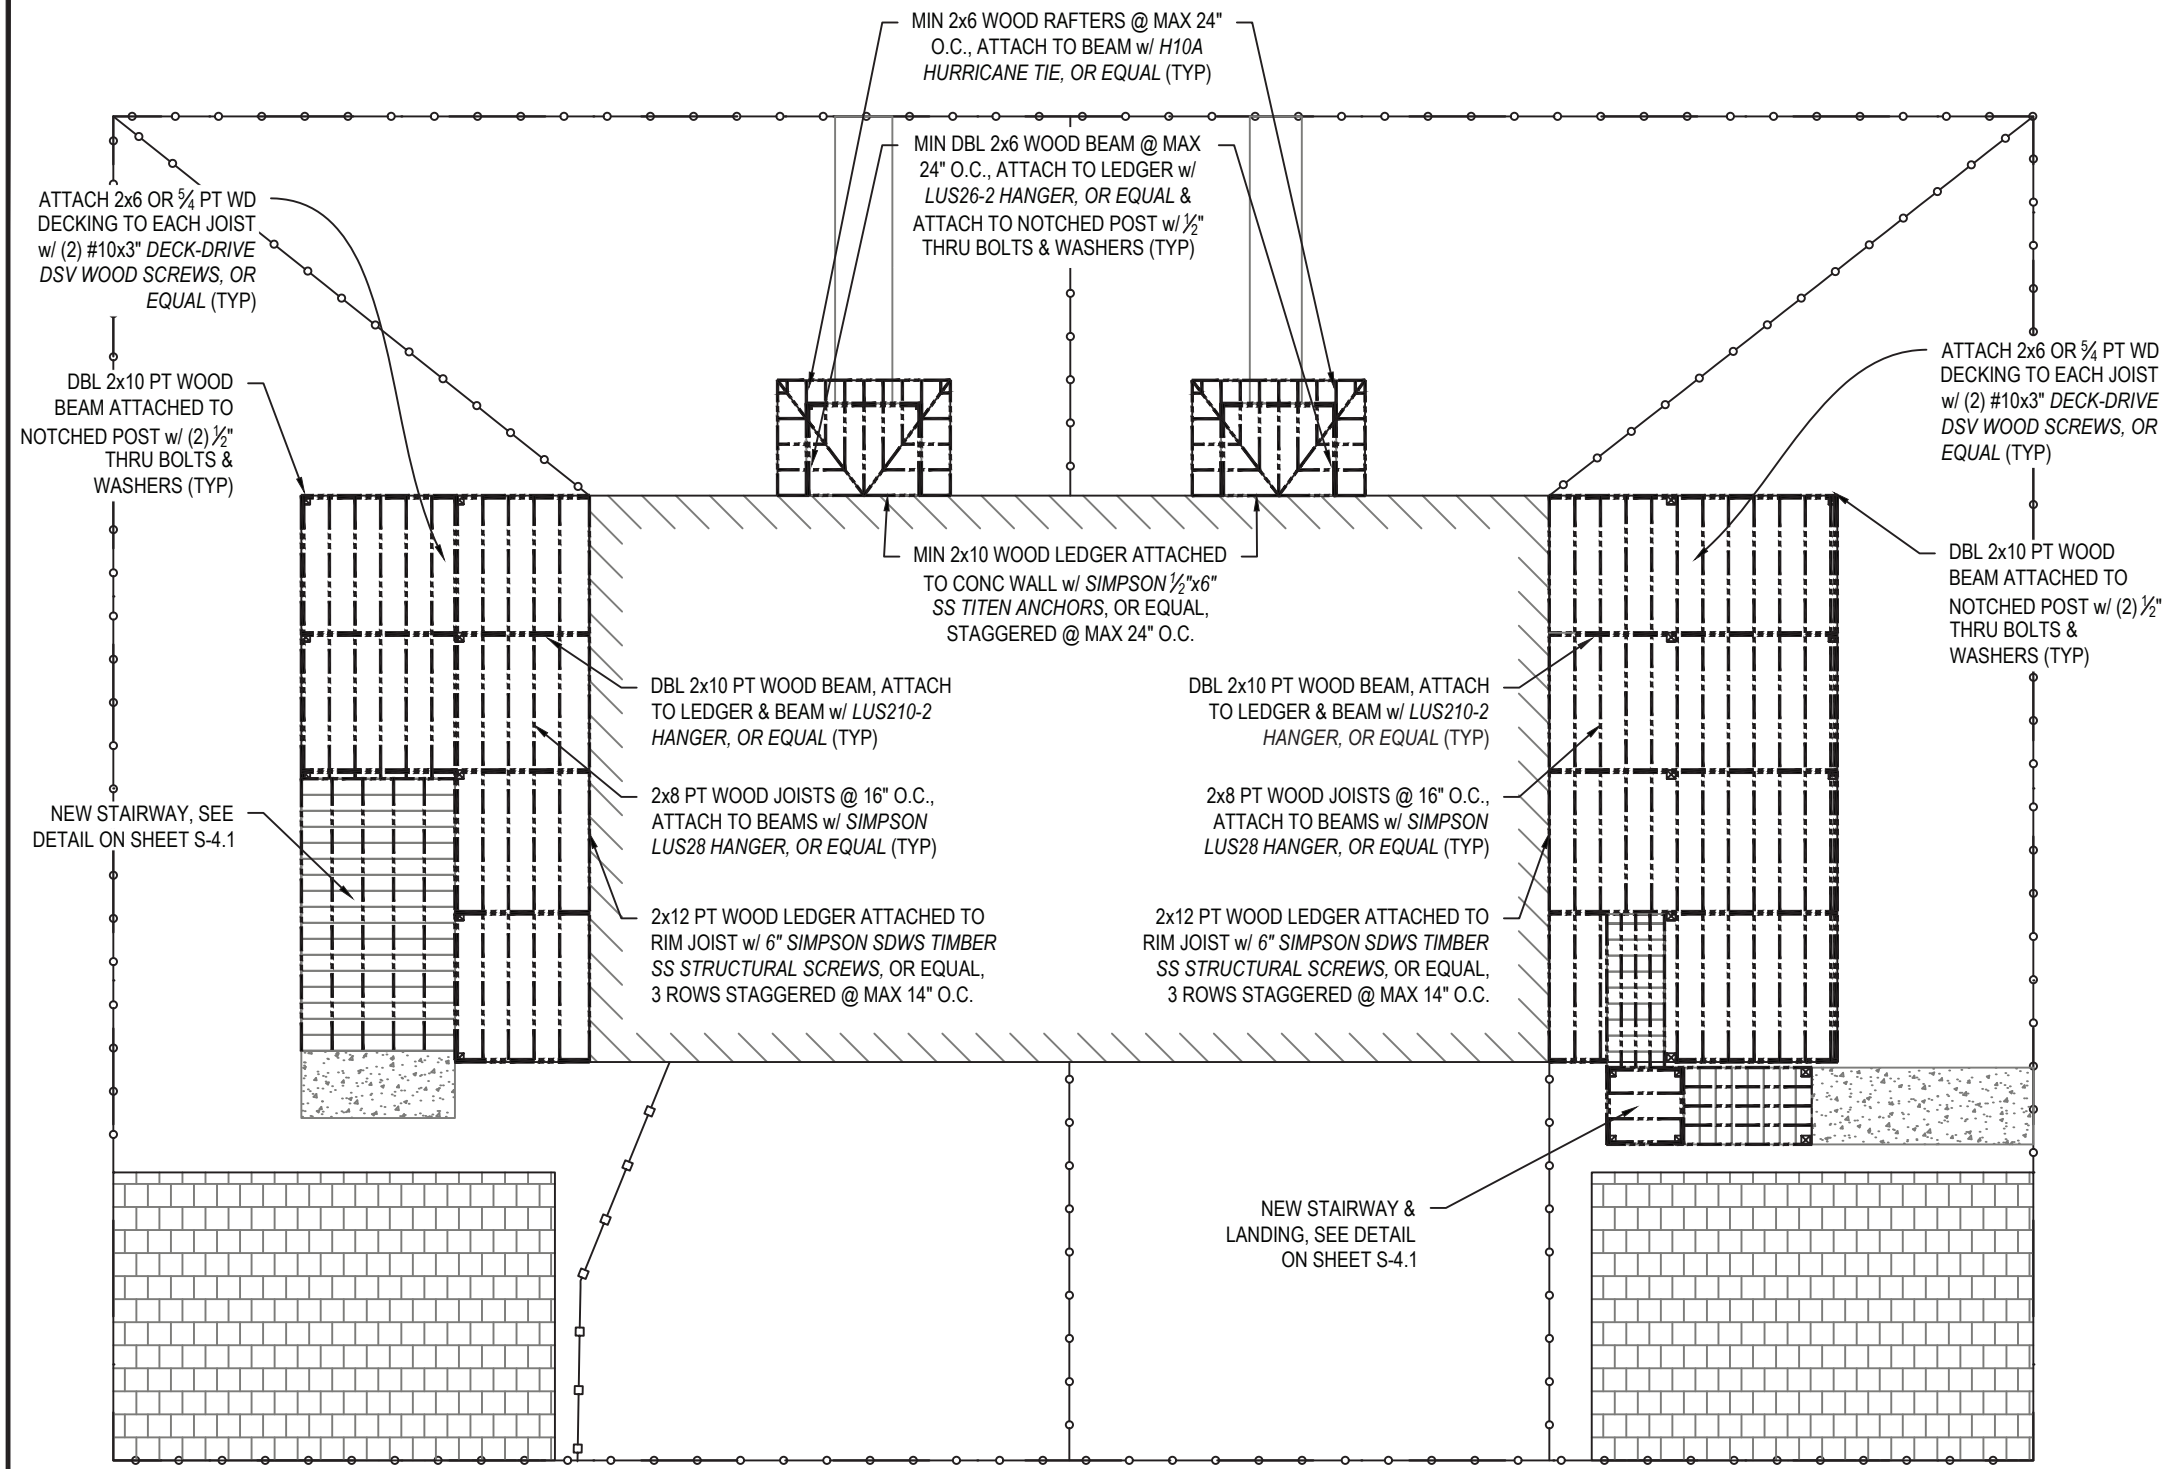 MIN 2x6 WOOD RAFTERS @ MAX 24"
O.C., ATTACH TO BEAM w/ H10A
HURRICANE TIE, OR EQUAL (TYP)
MIN DBL 2x6 WOOD BEAM @ MAX
24" O.C., ATTACH TO LEDGER w/
LUS26-2 HANGER, OR EQUAL &
ATTACH TO NOTCHED POST w/ ½"
THRU BOLTS & WASHERS (TYP)
ATTACH 2x6 OR 5⁄4 PT WD
DECKING TO EACH JOIST
w/ (2) #10x3" DECK-DRIVE
DSV WOOD SCREWS, OR
EQUAL (TYP)
DBL 2x10 PT WOOD
BEAM ATTACHED TO
NOTCHED POST w/ (2) ½"
THRU BOLTS &
WASHERS (TYP)
NEW STAIRWAY, SEE
DETAIL ON SHEET S-4.1
MIN 2x10 WOOD LEDGER ATTACHED
TO CONC WALL w/ SIMPSON ½"x6"
SS TITEN ANCHORS, OR EQUAL,
STAGGERED @ MAX 24" O.C.
DBL 2x10 PT WOOD BEAM, ATTACH
TO LEDGER & BEAM w/ LUS210-2
HANGER, OR EQUAL (TYP)
2x8 PT WOOD JOISTS @ 16" O.C.,
ATTACH TO BEAMS w/ SIMPSON
LUS28 HANGER, OR EQUAL (TYP)
2x12 PT WOOD LEDGER ATTACHED TO
RIM JOIST w/ 6" SIMPSON SDWS TIMBER
SS STRUCTURAL SCREWS, OR EQUAL,
3 ROWS STAGGERED @ MAX 14" O.C.
DBL 2x10 PT WOOD BEAM, ATTACH
TO LEDGER & BEAM w/ LUS210-2
HANGER, OR EQUAL (TYP)
2x8 PT WOOD JOISTS @ 16" O.C.,
ATTACH TO BEAMS w/ SIMPSON
LUS28 HANGER, OR EQUAL (TYP)
2x12 PT WOOD LEDGER ATTACHED TO
RIM JOIST w/ 6" SIMPSON SDWS TIMBER
SS STRUCTURAL SCREWS, OR EQUAL,
3 ROWS STAGGERED @ MAX 14" O.C.
ATTACH 2x6 OR 5⁄4 PT WD
DECKING TO EACH JOIST
w/ (2) #10x3" DECK-DRIVE
DSV WOOD SCREWS, OR
EQUAL (TYP)
DBL 2x10 PT WOOD
BEAM ATTACHED TO
NOTCHED POST w/ (2) ½"
THRU BOLTS &
WASHERS (TYP)
NEW STAIRWAY &
LANDING, SEE DETAIL
ON SHEET S-4.1